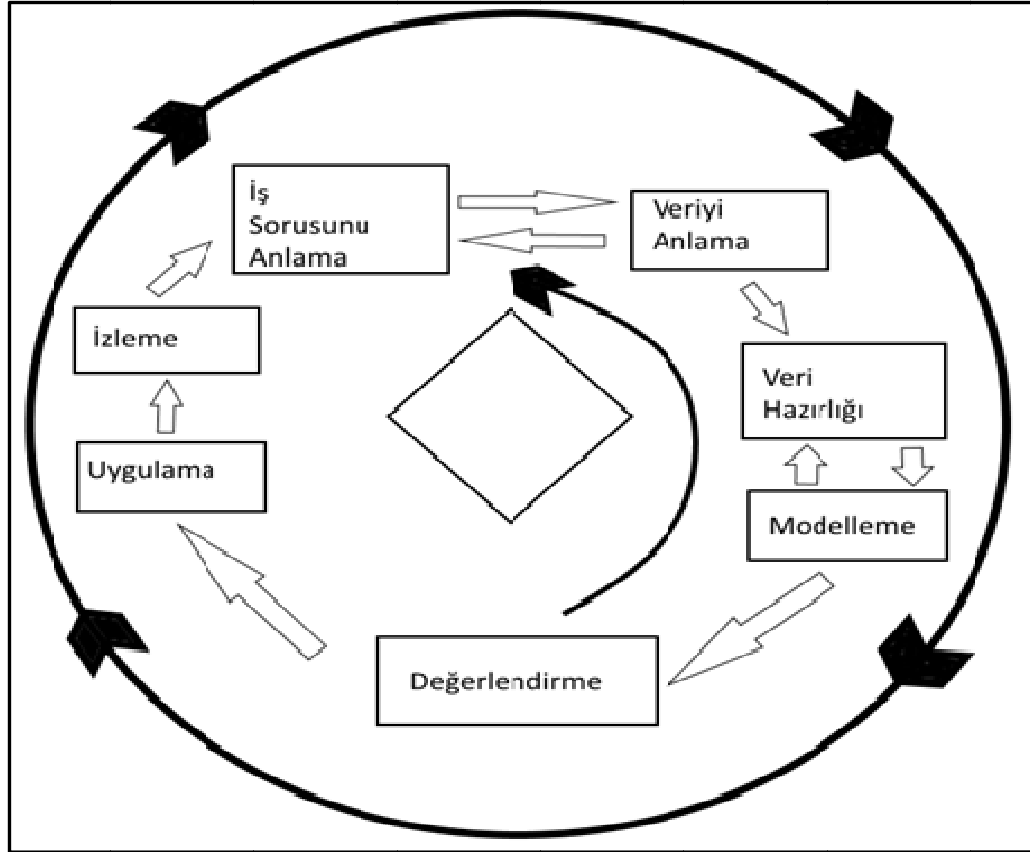 İş
Sorusunu
Anlama
Veriyi
Anlama
Veri
Hazırlığı
Modelleme
Değerlendirme
Uygulama
İzleme